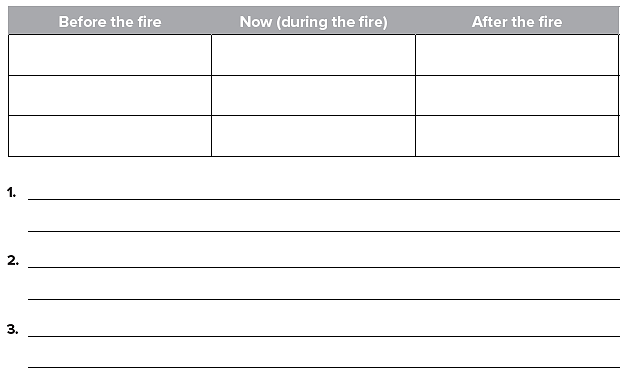 Before the fire Now (during the fire) After the fire
1.
2.
3.